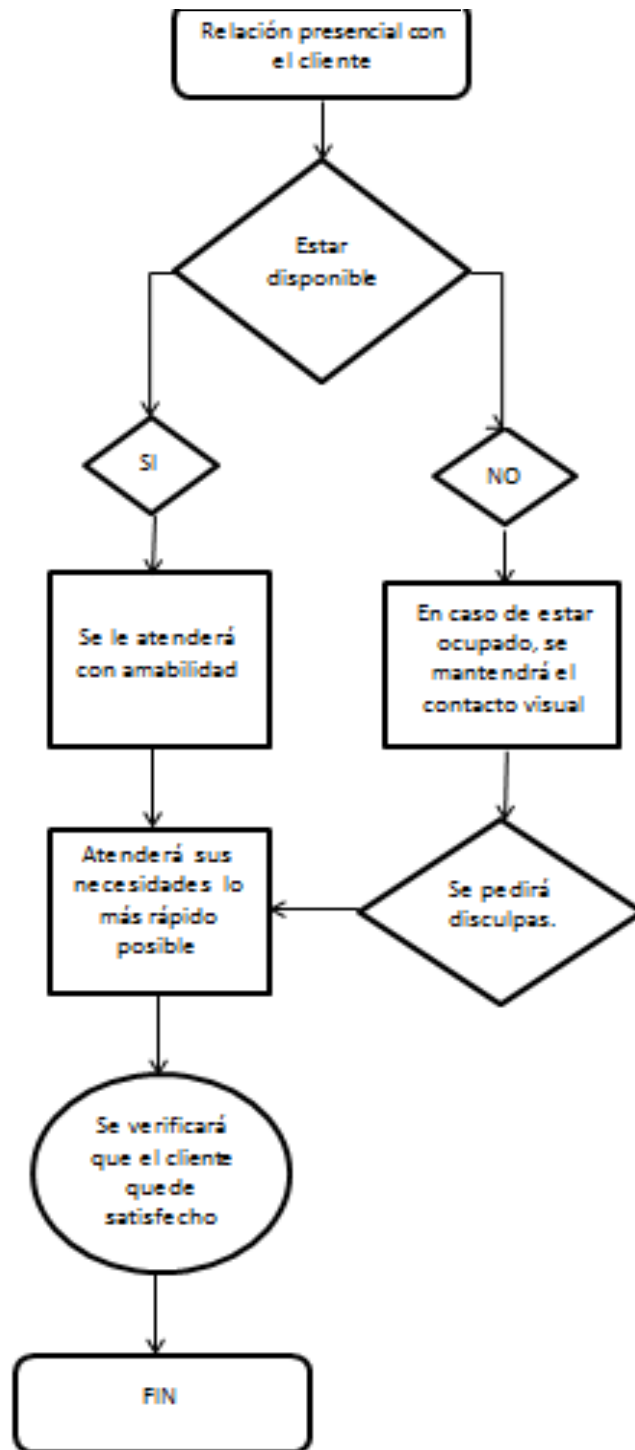 Relación presencial con
el cliente
Estar
disponible
SI
NO
Se le atenderá
con amabilidad
En caso de estar
ocupado, se
mantendrá el
contacto visual
Atenderá sus
necesidades lo
más rápido
posible
Se pedirá
disculpas.
Se verificará
que el cliente
quede
satisfecho
FIN